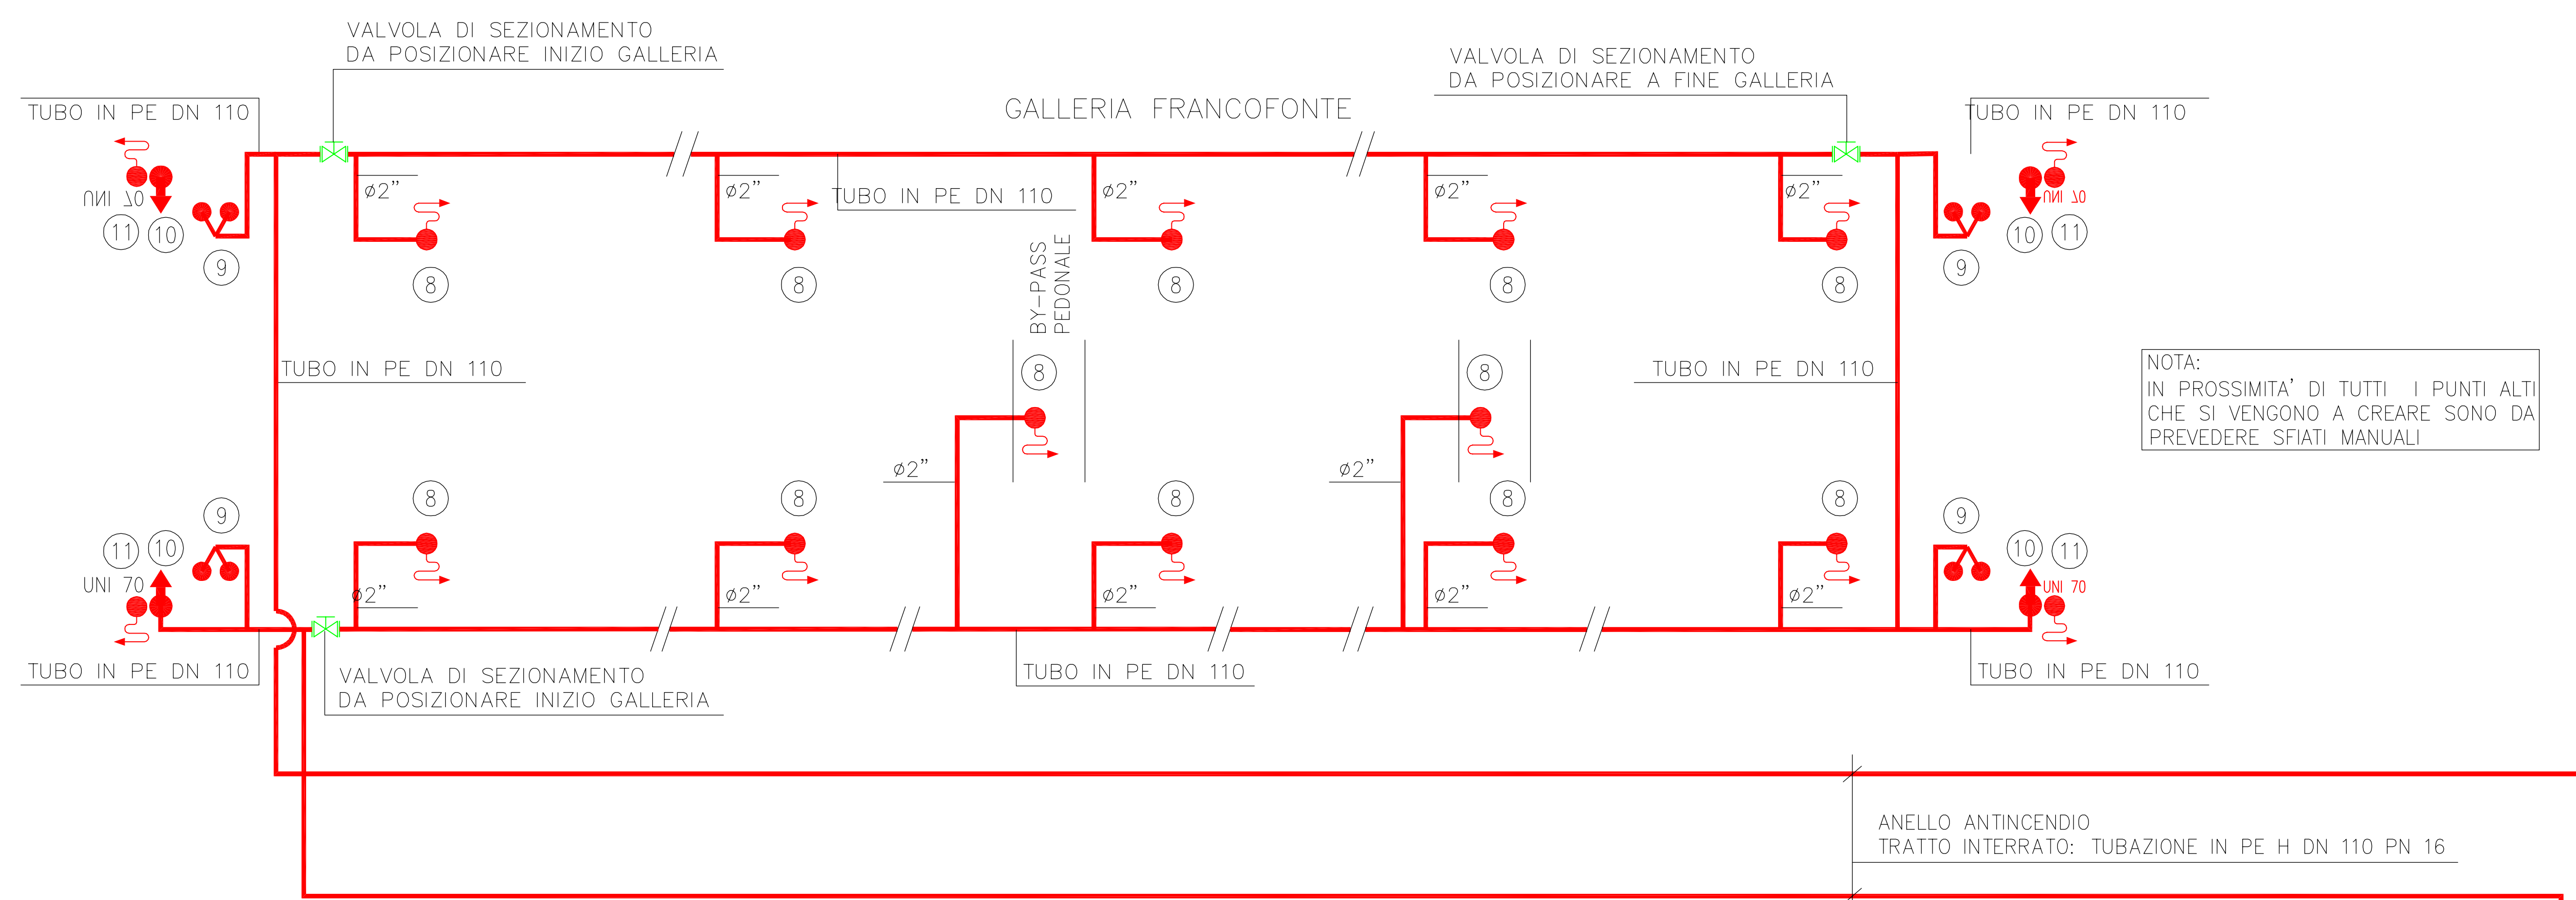 VALVOLA DI SEZIONAMENTO
DA POSIZIONARE INIZIO GALLERIA
VALVOLA DI SEZIONAMENTO
DA POSIZIONARE A FINE GALLERIA
GALLERIA FRANCOFONTE
TUBO IN PE DN 110
TUBO IN PE DN 110
UNI 70
11
10
9
ø2"
8
ø2"
8
TUBO IN PE DN 110
ø2"
8
ø2"
8
ø2"
8
9
10
11
UNI 70
BY-PASS
PEDONALE
TUBO IN PE DN 110
8
ø2"
8
ø2"
TUBO IN PE DN 110
NOTA:
IN PROSSIMITA' DI TUTTI I PUNTI ALTI
CHE SI VENGONO A CREARE SONO DA
PREVEDERE SFIATI MANUALI
11
10
9
UNI 70
8
ø2"
8
ø2"
8
ø2"
8
ø2"
8
ø2"
9
10
11
UNI 70
TUBO IN PE DN 110
VALVOLA DI SEZIONAMENTO
DA POSIZIONARE INIZIO GALLERIA
TUBO IN PE DN 110
TUBO IN PE DN 110
ANELLO ANTINCENDIO
TRATTO INTERRATO: TUBAZIONE IN PE H DN 110 PN 16